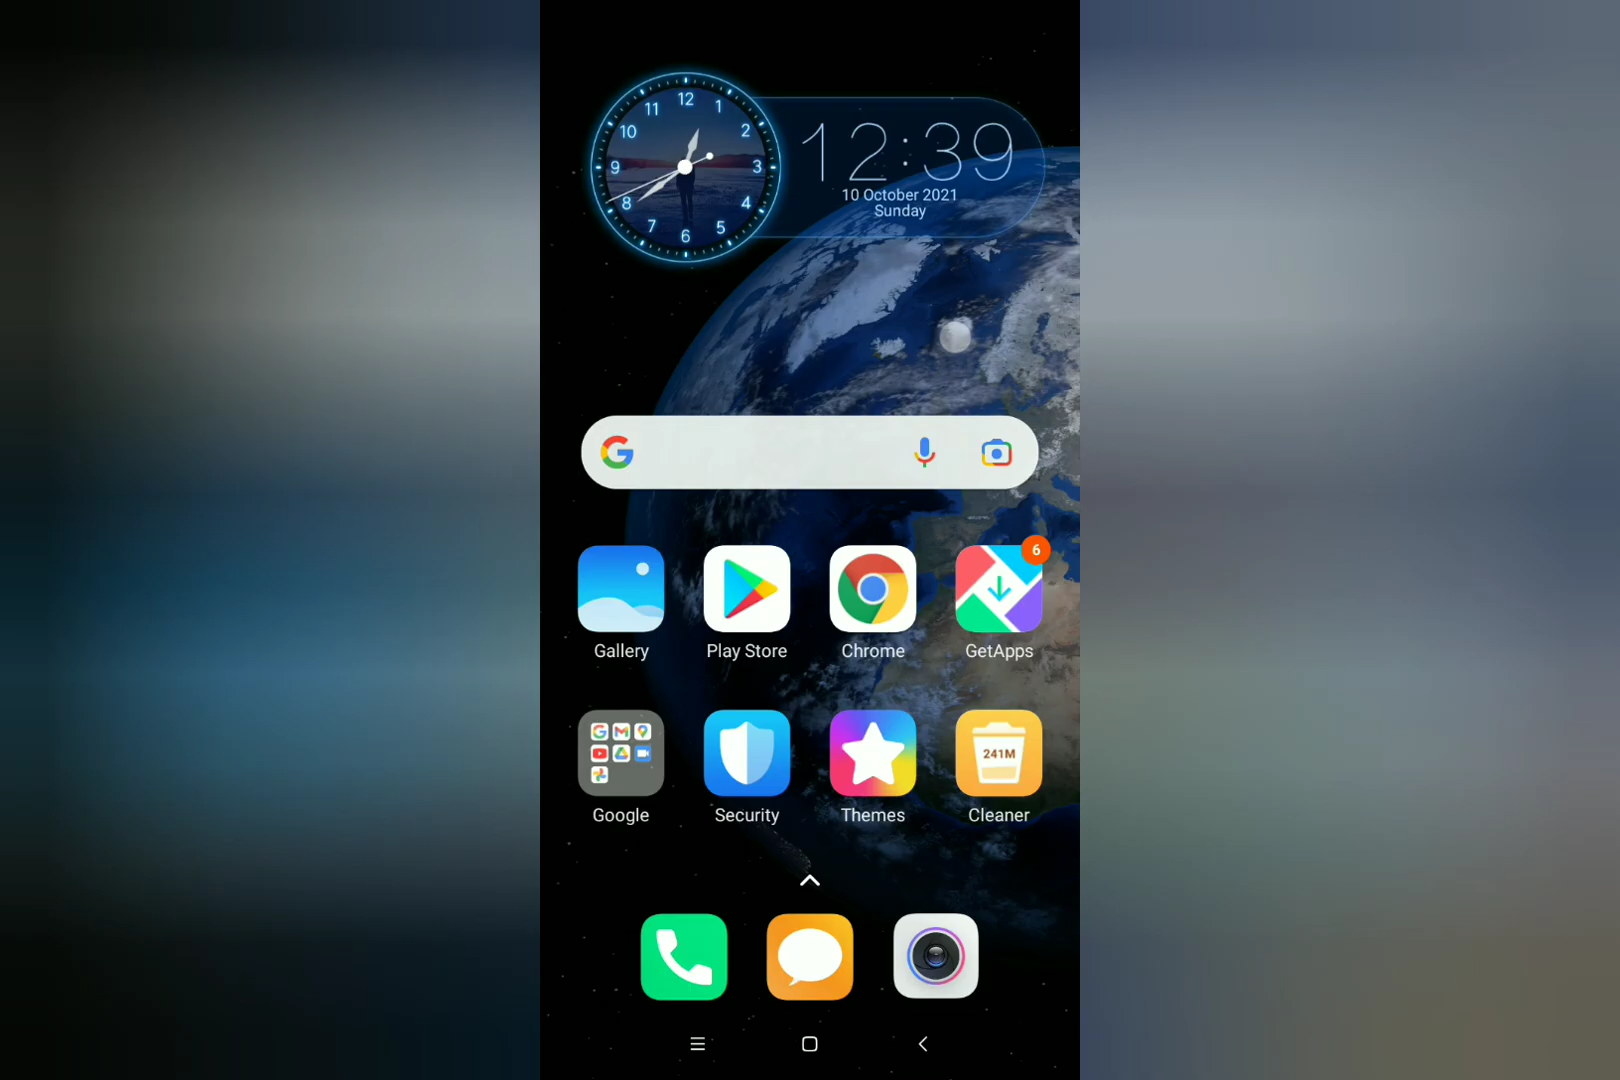 12
1
2
3
4
5
6
7
8
9
10
11
12:39
10 October 2021
Sunday
6
Gallery
Play Store
Chrome
GetApps
241M
Google
Security
Themes
Cleaner